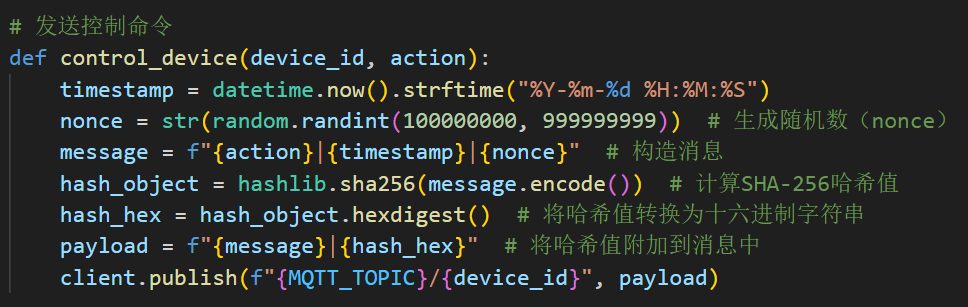 # 发送控制命令
def control_device(device_id, action):
    timestamp = datetime.now().strftime("%Y-%m-%d %H:%M:%S")
    nonce = str(random.randint(100000000, 999999999))  # 生成随机数（nonce）
    message = f"{action}|{timestamp}|{nonce}"  # 构造消息
    hash_object = hashlib.sha256(message.encode())  # 计算SHA-256哈希值
    hash_hex = hash_object.hexdigest()  # 将哈希值转换为十六进制字符串
    payload = f"{message}|{hash_hex}"  # 将哈希值附加到消息中
    client.publish(f"{MQTT_TOPIC}/{device_id}", payload)